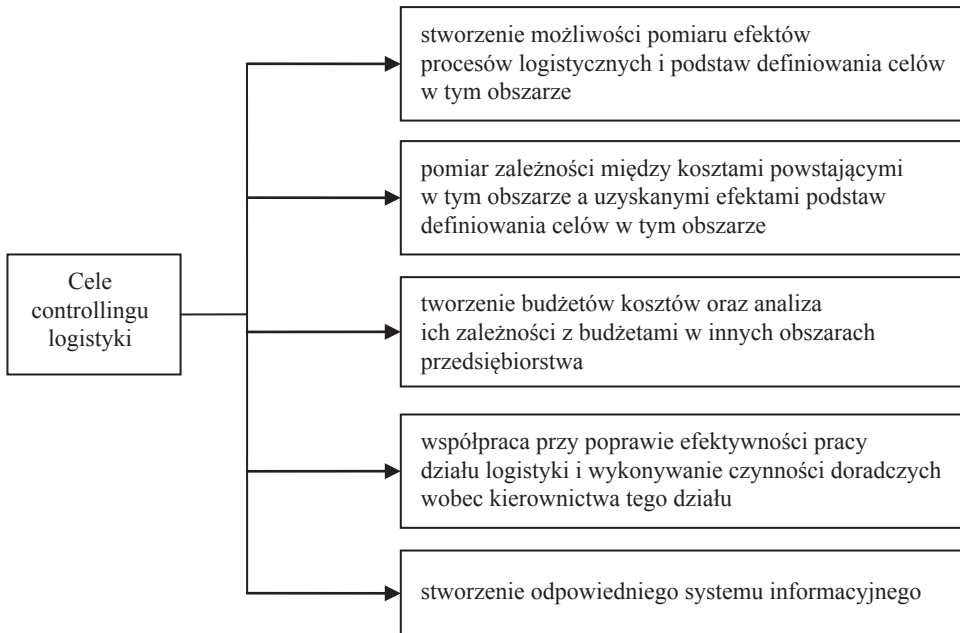 Cele
controllingu
logistyki
stworzenie możliwości pomiaru efektów
procesów logistycznych i podstaw definiowania celów
w tym obszarze
pomiar zależności między kosztami powstającymi
w tym obszarze a uzyskanymi efektami podstaw
definiowania celów w tym obszarze
tworzenie budżetów kosztów oraz analiza
ich zależności z budżetami w innych obszarach
przedsiębiorstwa
współpraca przy poprawie efektywności pracy
działu logistyki i wykonywanie czynności doradczych
wobec kierownictwa tego działu
stworzenie odpowiedniego systemu informacyjnego